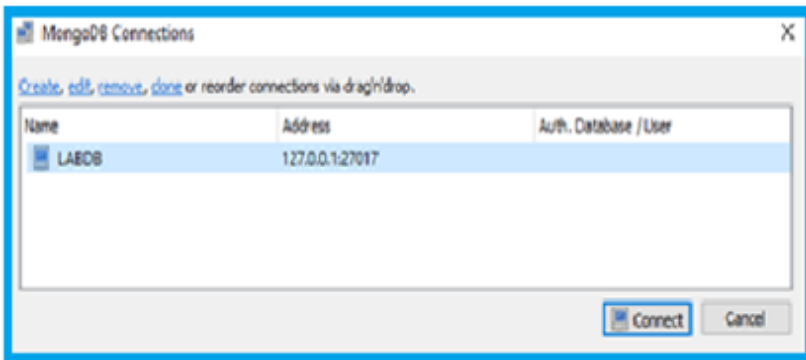 MongoDB Connections
Create, edit, remove, clone or reorder connections via drag'n'drop.
Name Address Auth. Database / User
LABDB 127.0.0.1:27017
Connect Cancel